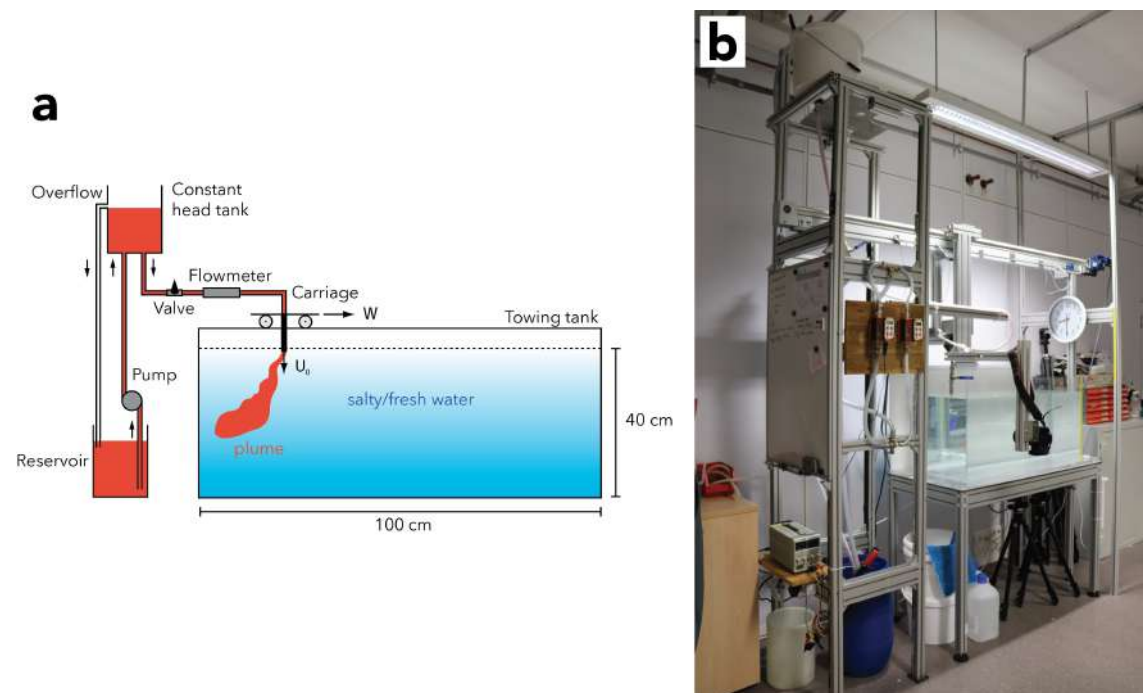 a
Overflow
Constant
head tank
Flowmeter
Valve
Carriage
W
Towing tank
U₀
Pump
salty/fresh water
40 cm
plume
Reservoir
100 cm
b